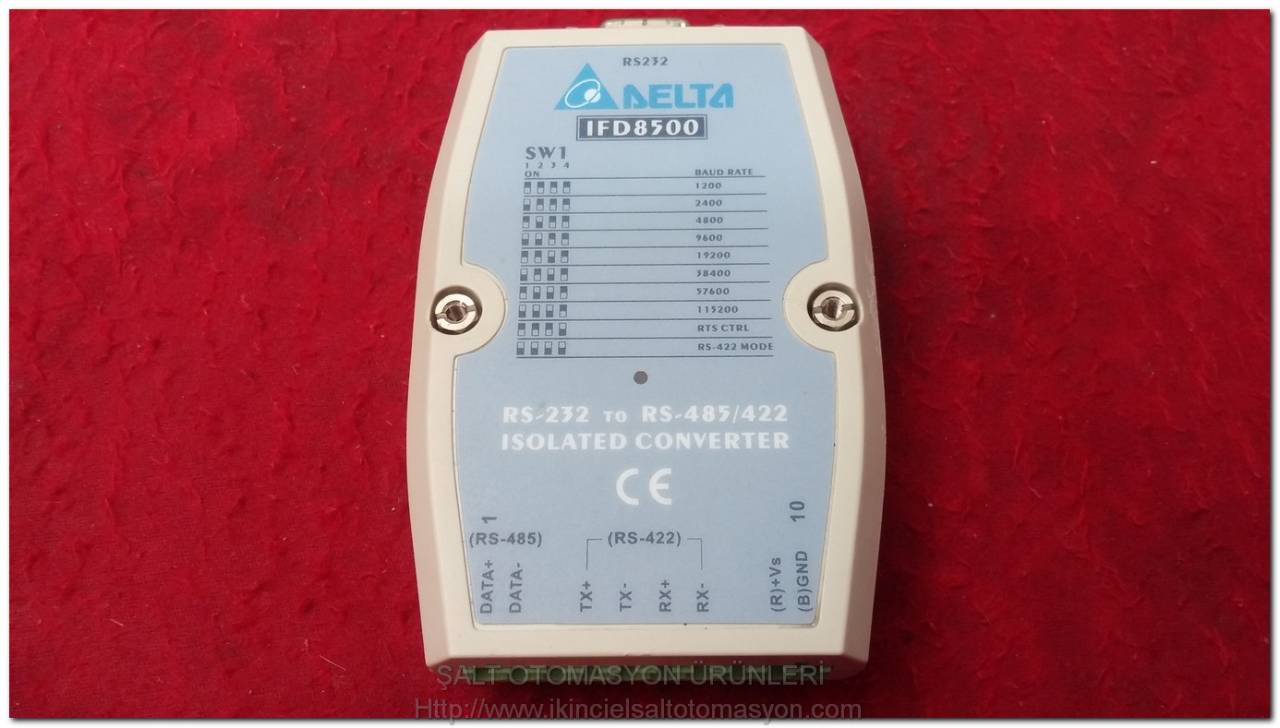 RS232
DELTA
IFD8500
SW1
1 2 3 4
ON BAUD RATE
1200
2400
4800
9600
19200
38400
57600
115200
RTS CTRL
RS-422 MODE
RS-232 TO RS-485/422
ISOLATED CONVERTER
CE
1 10
(RS-485) (RS-422)
DATA+ DATA- TX+ TX- RX+ RX- (R)+Vs (B)GND
ŞALT OTOMASYON ÜRÜNLERİ
Http://www.ikincielsaltotomasyon.com/